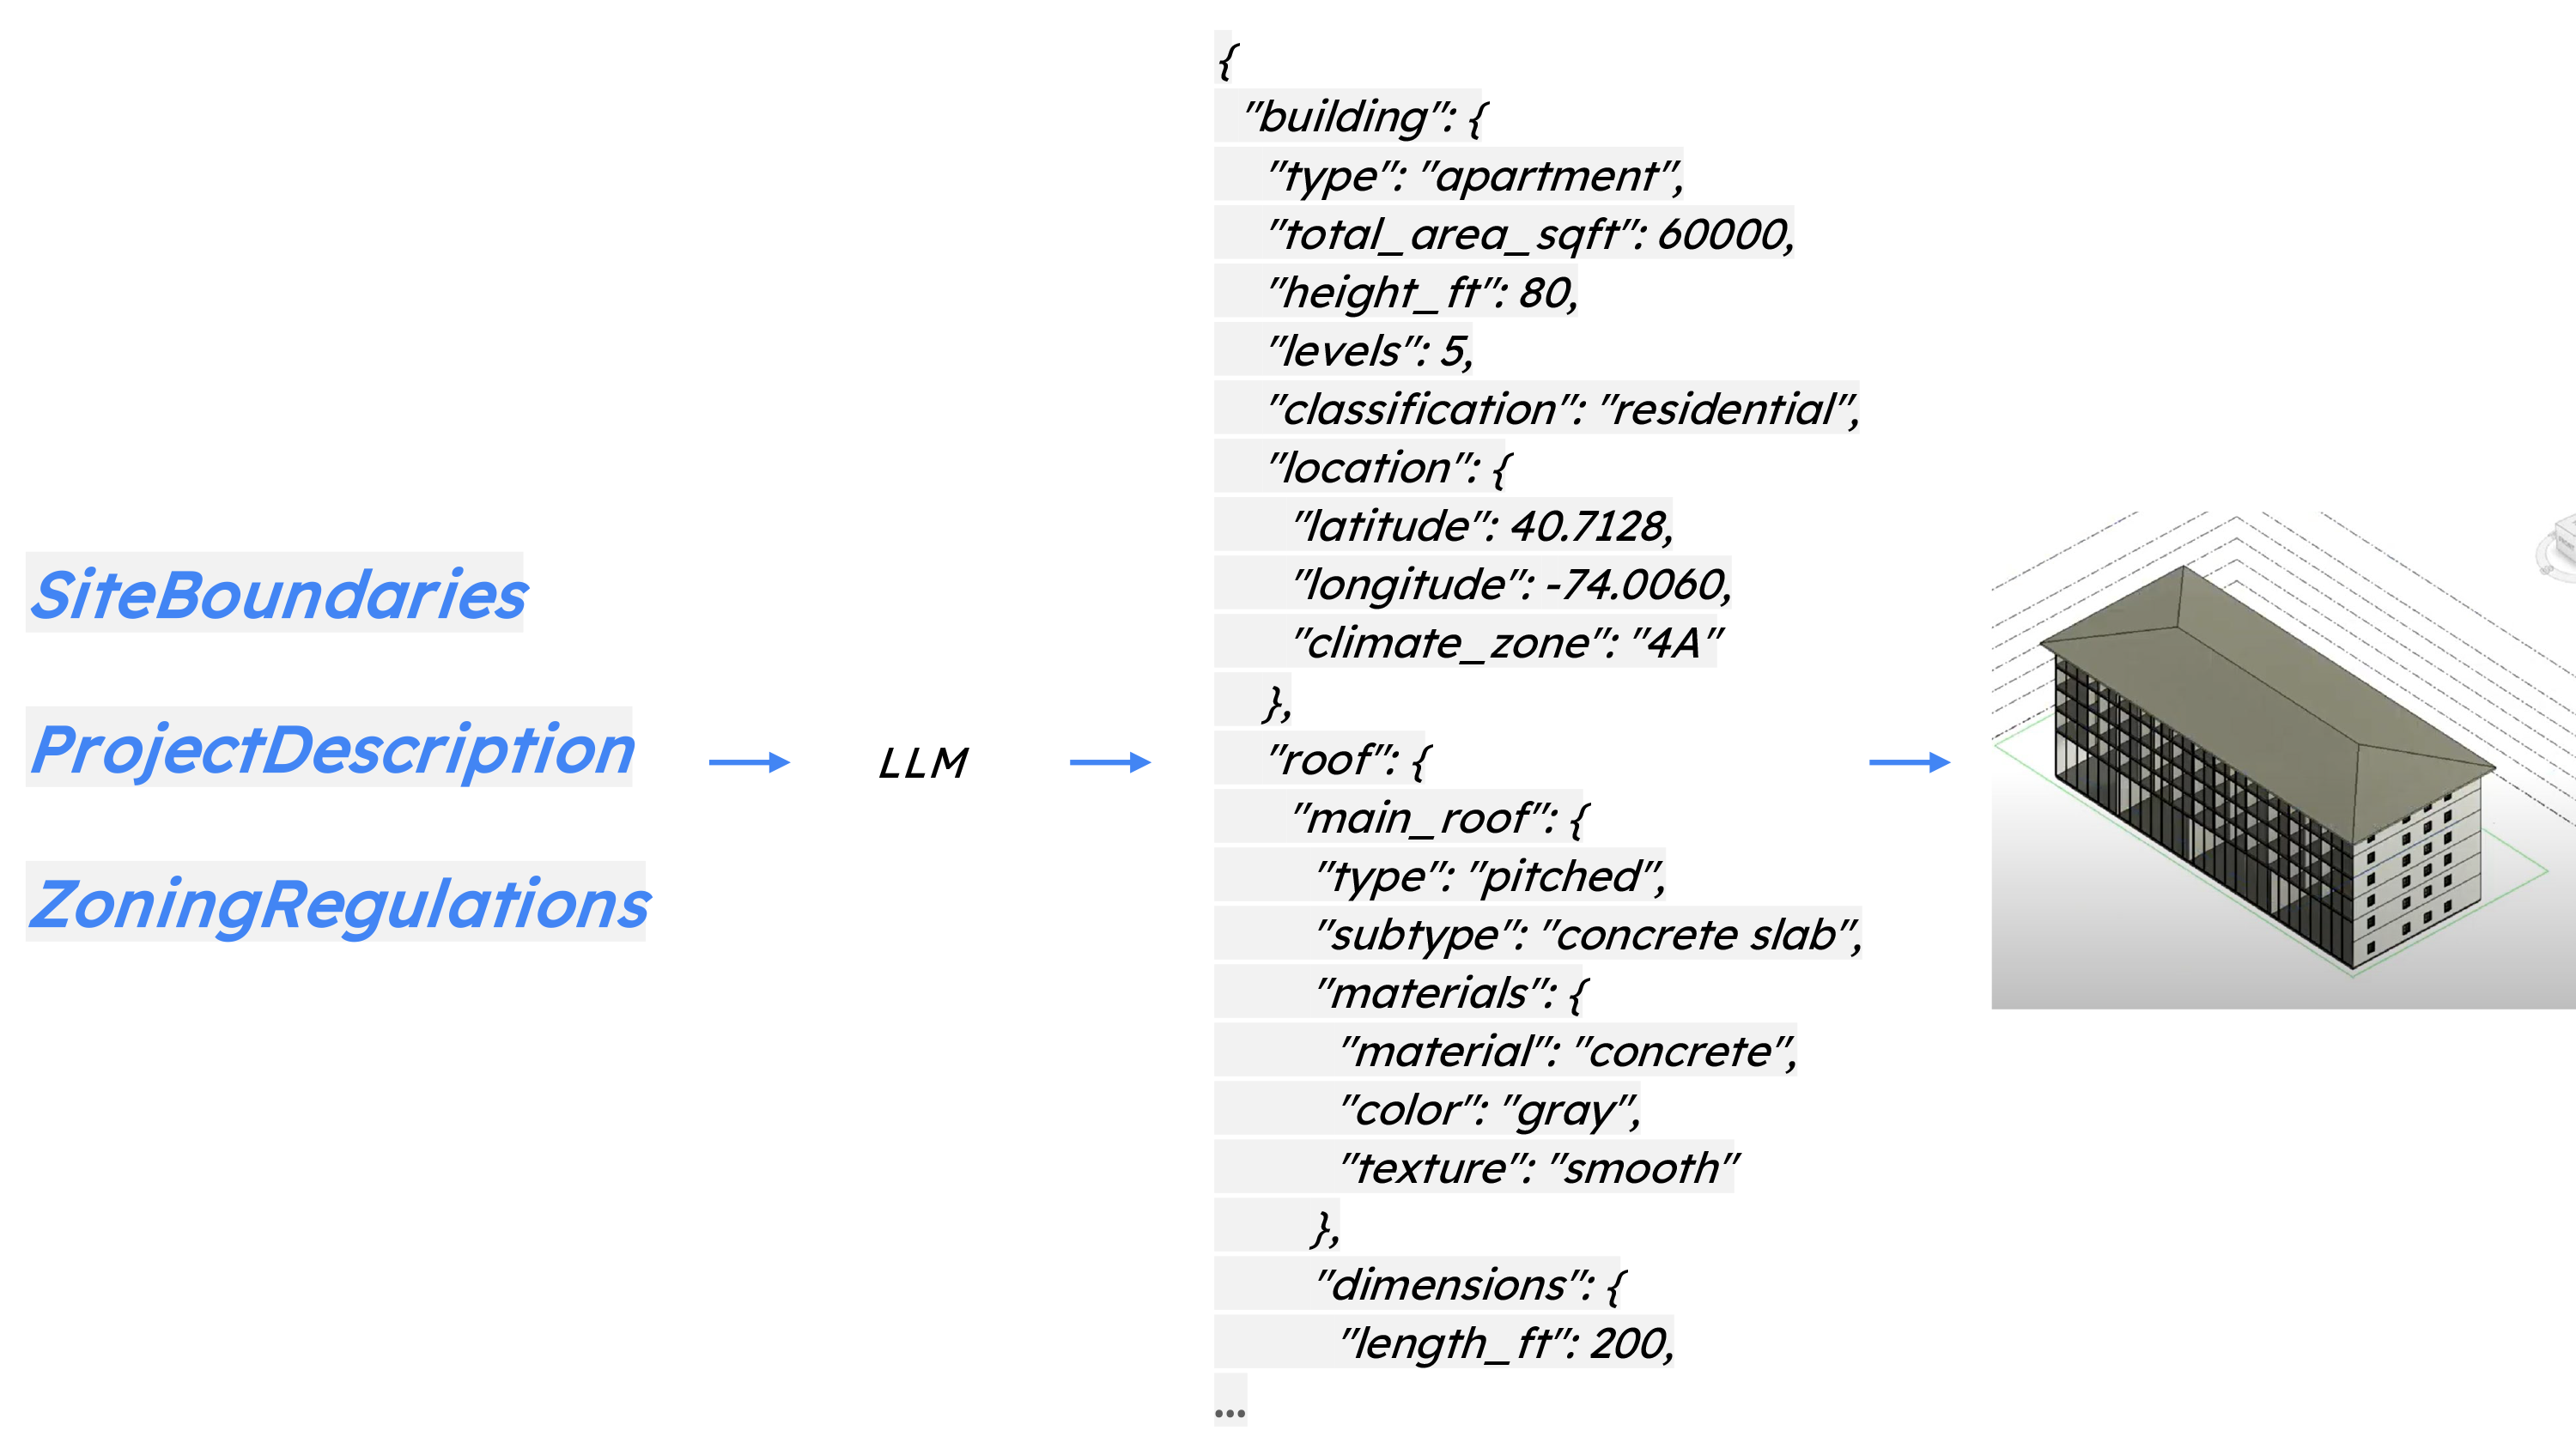 SiteBoundaries
ProjectDescription
ZoningRegulations
LLM
{
"building": {
"type": "apartment",
"total_area_sqft": 60000,
"height_ft": 80,
"levels": 5,
"classification": "residential",
"location": {
"latitude": 40.7128,
"longitude": -74.0060,
"climate_zone": "4A"
},
"roof": {
"main_roof": {
"type": "pitched",
"subtype": "concrete slab",
"materials": {
"material": "concrete",
"color": "gray",
"texture": "smooth"
},
"dimensions": {
"length_ft": 200,
...